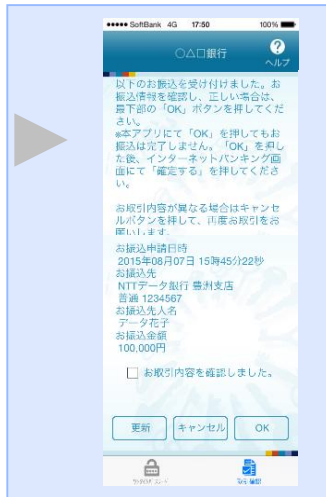 ●●●●● SoftBank 4G 17:50 100%
○△□銀行
?
ヘルプ
以下のお振込を受け付けました。お
振込情報を確認し、正しい場合は、
最下部の「OK」ボタンを押してくだ
さい。
※本アプリにて「OK」を押してもお
振込は完了しません。「OK」を押し
た後、インターネットバンキング画
面にて「確定する」を押してくださ
い。
お取引内容が異なる場合はキャンセ
ルボタンを押して、再度お取引をお
願いします。
お振込申請日時
2015年08月07日 15時45分22秒
お振込先
NTTデータ銀行 豊洲支店
普通 1234567
お振込先人名
データ花子
お振込金額
100,000円
お取引内容を確認しました。
更新 キャンセル OK
取引確認